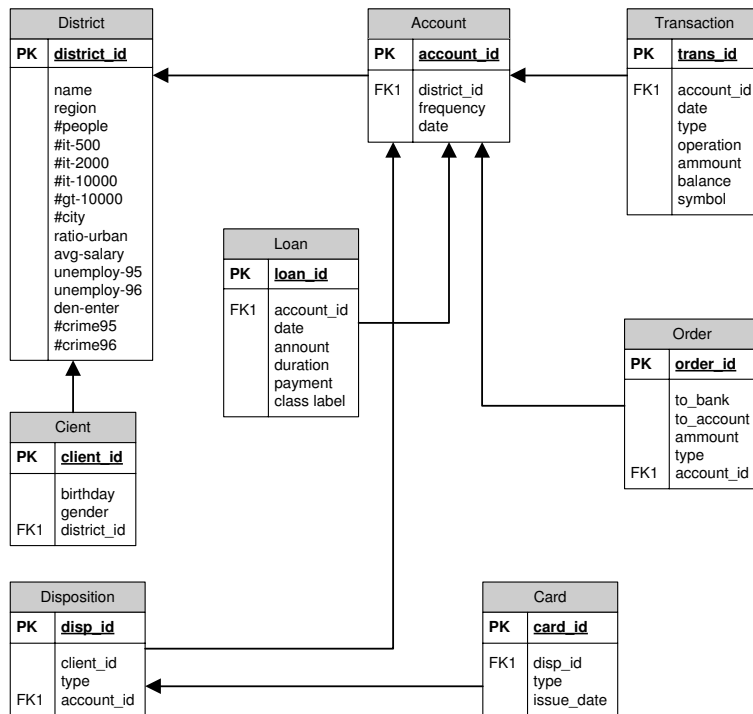 District
PK district_id
name
region
#people
#it-500
#it-2000
#it-10000
#gt-10000
#city
ratio-urban
avg-salary
unemploy-95
unemploy-96
den-enter
#crime95
#crime96
Account
PK account_id
FK1 district_id
frequency
date
Transaction
PK trans_id
FK1 account_id
date
type
operation
ammount
balance
symbol
Loan
PK loan_id
FK1 account_id
date
annount
duration
payment
class label
Order
PK order_id
to_bank
to_account
ammount
type
FK1 account_id
Cient
PK client_id
birthday
gender
FK1 district_id
Disposition
PK disp_id
client_id
type
FK1 account_id
Card
PK card_id
FK1 disp_id
type
issue_date